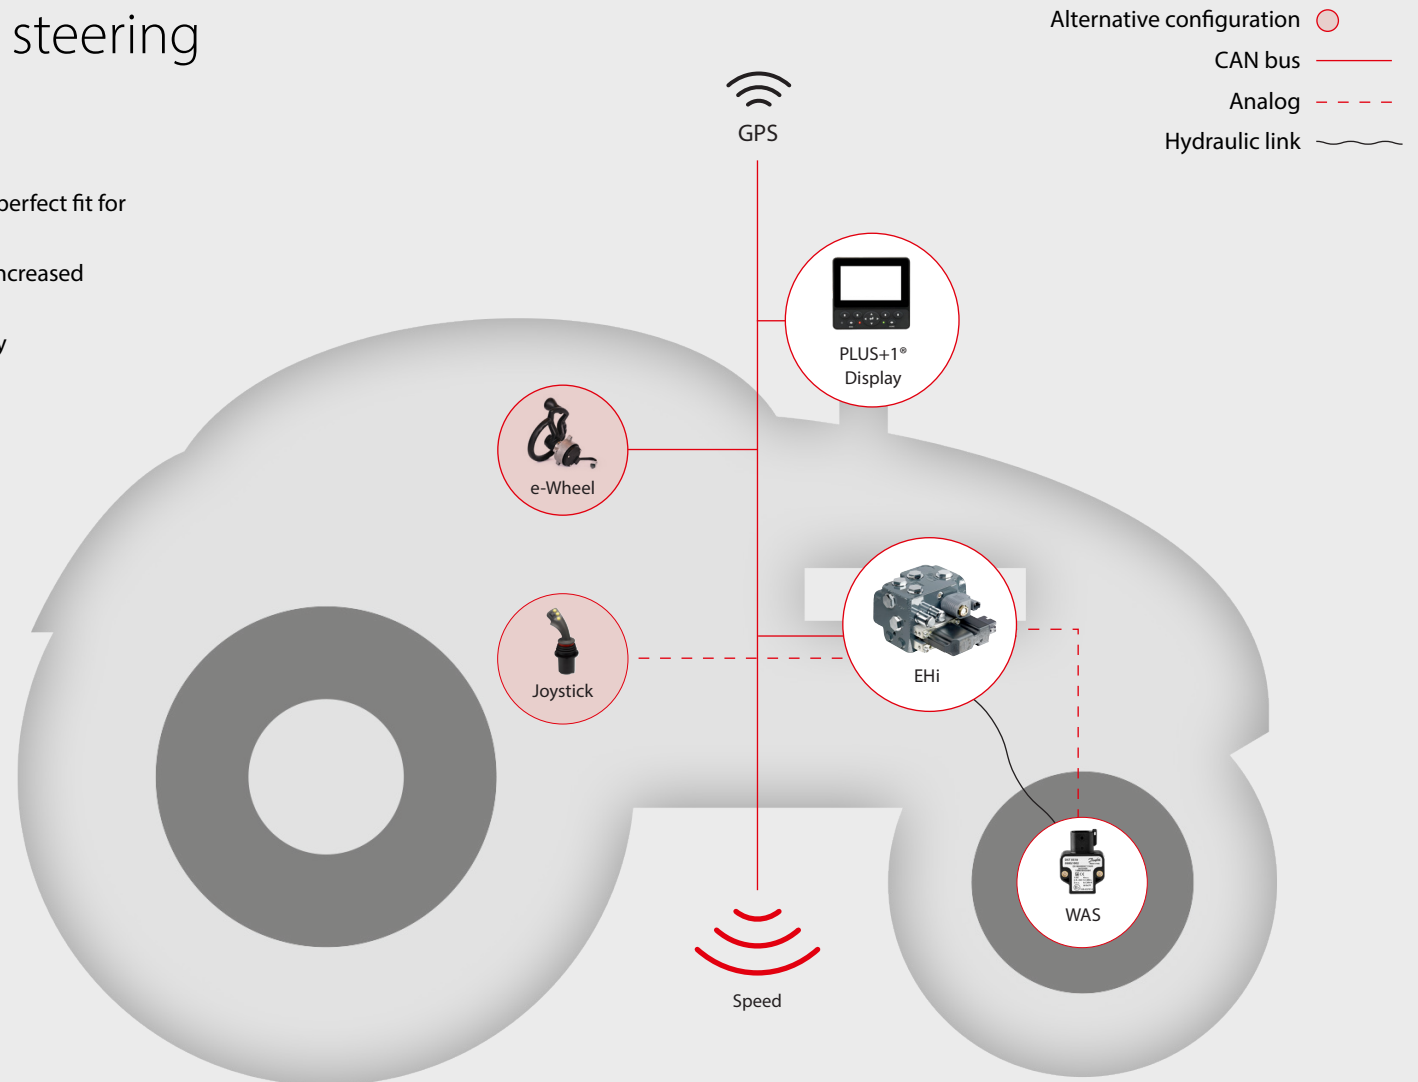 steering
perfect fit for
ncreased
y
Alternative configuration
CAN bus
Analog
Hydraulic link
GPS
PLUS+1®
Display
e-Wheel
Joystick
EHi
WAS
Speed